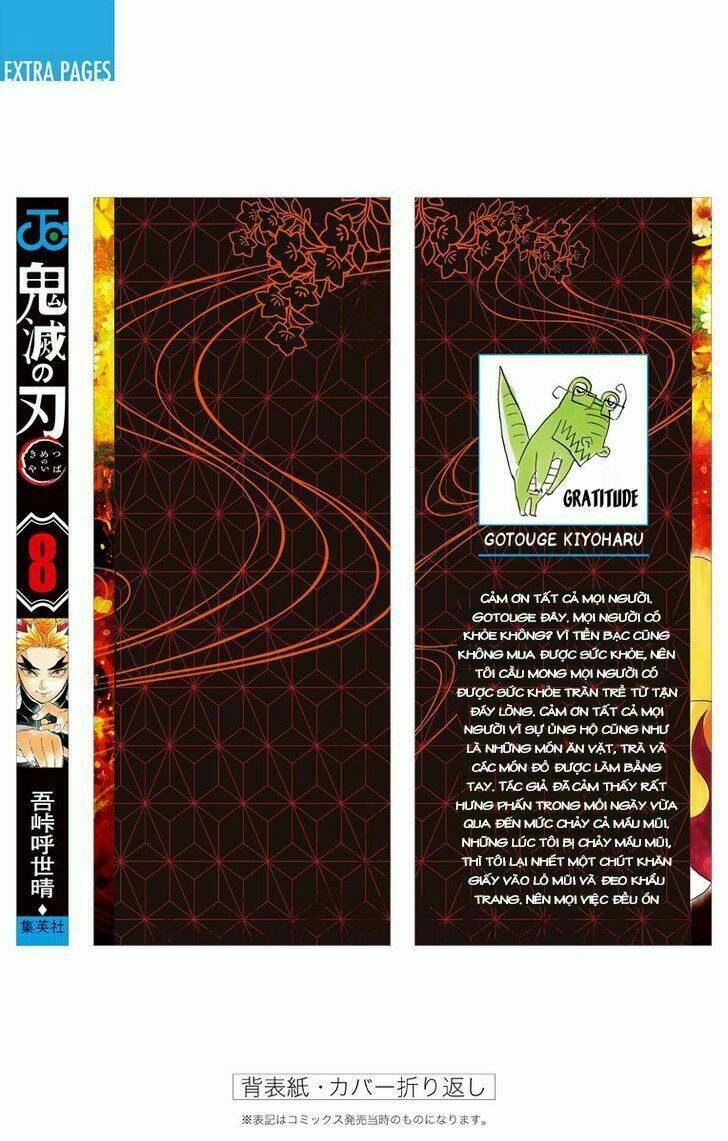 EXTRA PAGES
鬼滅の刃
きめつ
の
やいば
8
吾峠呼世晴
集英社
GRATITUDE
GOTOUGE KIYOHARU
CẢM ƠN TẤT CẢ MỌI NGƯỜI.
GOTOUGE ĐÂY. MỌI NGƯỜI CÓ
KHỎE KHÔNG? VÌ TIỀN BẠC CŨNG
KHÔNG MUA ĐƯỢC SỨC KHỎE, NÊN
TÔI CẦU MONG MỌI NGƯỜI CÓ
ĐƯỢC SỨC KHỎE TRÀN TRỀ TỪ TẬN
ĐÁY LÒNG. CẢM ƠN TẤT CẢ MỌI
NGƯỜI VÌ SỰ ỦNG HỘ CŨNG NHƯ
LÀ NHỮNG MÓN ĂN VẶT, TRÀ VÀ
CÁC MÓN ĐỒ ĐƯỢC LÀM BẰNG
TAY. TÁC GIẢ ĐÃ CẢM THẤY RẤT
HƯNG PHẤN TRONG MỖI NGÀY VỪA
QUA ĐẾN MỨC CHẢY CẢ MÁU MŨI.
NHỮNG LÚC TÔI BỊ CHẢY MÁU MŨI,
THÌ TÔI LẠI NHÉT MỘT CHÚT KHĂN
GIẤY VÀO LỖ MŨI VÀ ĐEO KHẨU
TRANG, NÊN MỌI VIỆC ĐỀU ỔN
背表紙・カバー折り返し
※表記はコミックス発売当時のものになります。